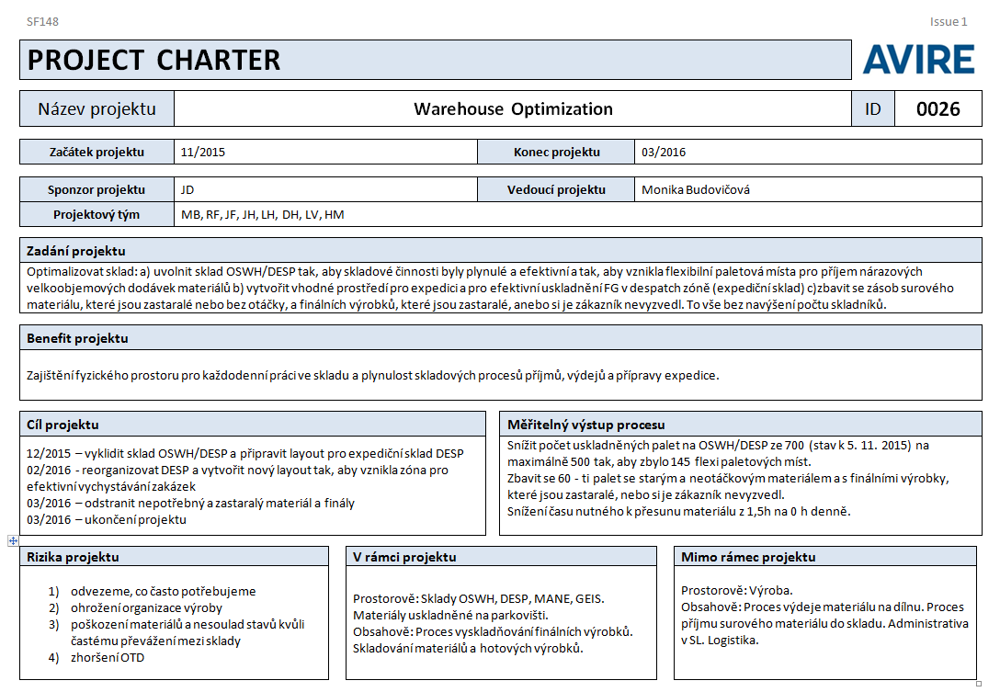 SF148
Issue 1
PROJECT CHARTER
AVIRE
Název projektu
Warehouse Optimization
ID
0026
Začátek projektu
11/2015
Konec projektu
03/2016
Sponzor projektu
JD
Vedoucí projektu
Monika Budovičová
Projektový tým
MB, RF, JF, JH, LH, DH, LV, HM
Zadání projektu
Optimalizovat sklad: a) uvolnit sklad OSWH/DESP tak, aby skladové činnosti byly plynulé a efektivní a tak, aby vznikla flexibilní paletová místa pro příjem nárazových
velkoobjemových dodávek materiálů b) vytvořit vhodné prostředí pro expedici a pro efektivní uskladnění FG v despatch zóně (expediční sklad) c)zbavit se zásob surového
materiálu, které jsou zastaralé nebo bez otáčky, a finálních výrobků, které jsou zastaralé, anebo si je zákazník nevyzvedl. To vše bez navýšení počtu skladníků.
Benefit projektu
Zajištění fyzického prostoru pro každodenní práci ve skladu a plynulost skladových procesů příjmů, výdejů a přípravy expedice.
Cíl projektu
12/2015 – vyklidit sklad OSWH/DESP a připravit layout pro expediční sklad DESP
02/2016 - reorganizovat DESP a vytvořit nový layout tak, aby vznikla zóna pro
efektivní vychystávání zakázek
03/2016 – odstranit nepotřebný a zastaralý materiál a finály
03/2016 – ukončení projektu
Měřitelný výstup procesu
Snížit počet uskladněných palet na OSWH/DESP ze 700 (stav k 5. 11. 2015) na
maximálně 500 tak, aby zbylo 145 flexi paletových míst.
Zbavit se 60 - ti palet se starým a neotáčkovým materiálem a s finálními výrobky,
které jsou zastaralé, nebo si je zákazník nevyzvedl.
Snížení času nutného k přesunu materiálu z 1,5h na 0 h denně.
Rizika projektu
1) odvezeme, co často potřebujeme
2) ohrožení organizace výroby
3) poškození materiálů a nesoulad stavů kvůli
častému převážení mezi sklady
4) zhoršení OTD
V rámci projektu
Prostorově: Sklady OSWH, DESP, MANE, GEIS.
Materiály uskladněné na parkovišti.
Obsahově: Proces vyskladňování finálních výrobků.
Skladování materiálů a hotových výrobků.
Mimo rámec projektu
Prostorově: Výroba.
Obsahově: Proces výdeje materiálu na dílnu. Proces
příjmu surového materiálu do skladu. Administrativa
v SL. Logistika.